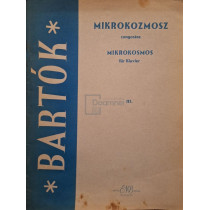 * BARTÓK *
MIKROKOZMOSZ
zongorára
MIKROKOSMOS
für Klavier
III.